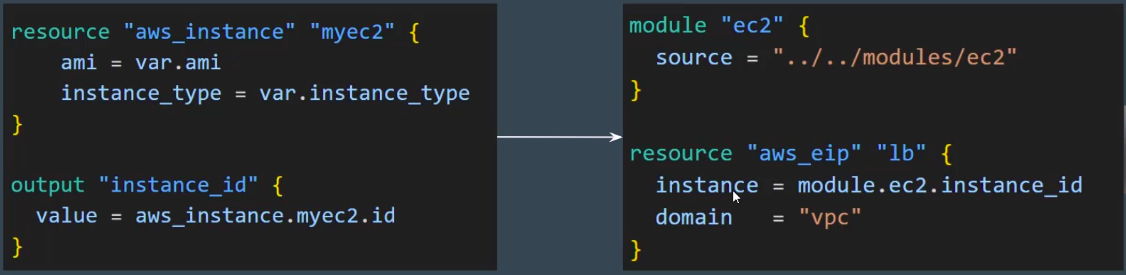 resource "aws_instance" "myec2" {
    ami = var.ami
    instance_type = var.instance_type
}
output "instance_id" {
  value = aws_instance.myec2.id
}
module "ec2" {
  source = "../../modules/ec2"
}
resource "aws_eip" "lb" {
  instance = module.ec2.instance_id
  domain   = "vpc"
}